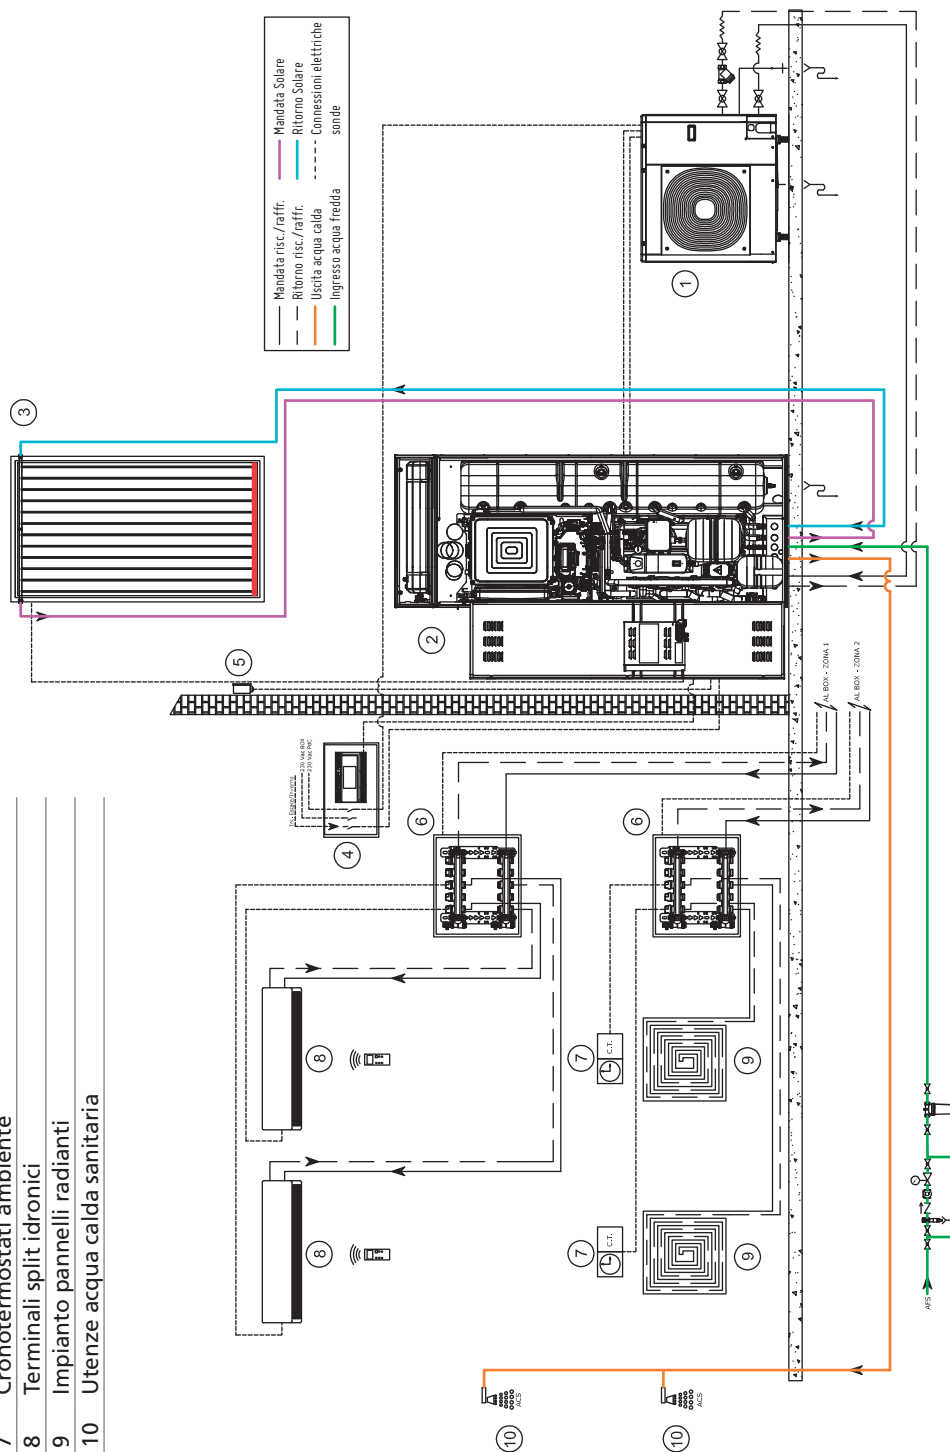 7 Cronotermostati ambiente
8 Terminali split idronici
9 Impianto pannelli radianti
10 Utenze acqua calda sanitaria
Mandata risc./raffr.
Ritorno risc./raffr.
Uscita acqua calda
Ingresso acqua fredda
Mandata Solare
Ritorno Solare
Connessioni elettriche
sonde
3
1
2
5
4
Inc. Estate/Inverno
230 Vac BOX
230 Vac PdC
AL BOX - ZONA 1
AL BOX - ZONA 2
6
6
8
8
7
C.T.
7
C.T.
9
9
10
ACS
10
ACS
AFS